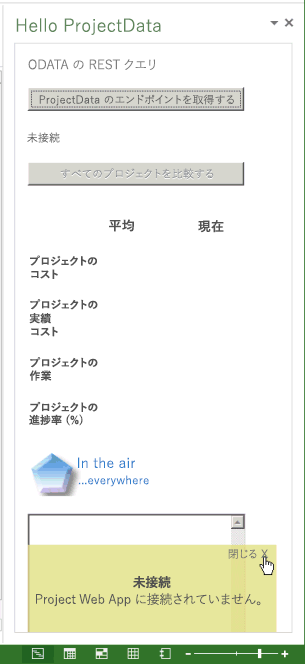 Hello ProjectData
ODATA の REST クエリ
ProjectData のエンドポイントを取得する
未接続
すべてのプロジェクトを比較する
平均 現在
プロジェクトの
コスト
プロジェクトの
実績
コスト
プロジェクトの
作業
プロジェクトの
進捗率 (%)
In the air
...everywhere
閉じる X
未接続
Project Web App に接続されていません。